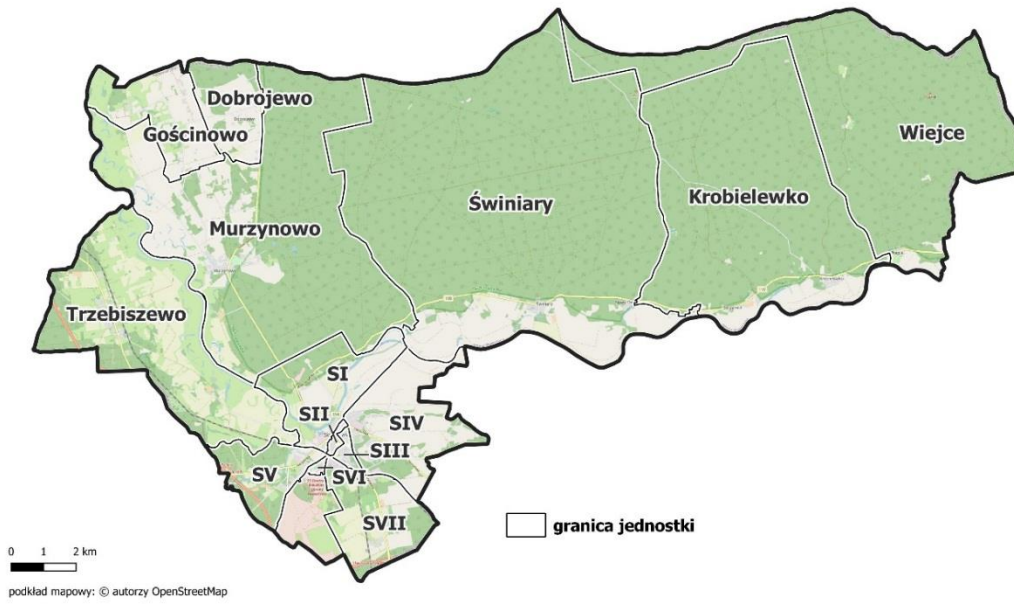 Dobrojewo
Gościnowo
Wiejce
Świniary
Krobielewko
Murzynowo
Trzebiszewo
SI
SII
SIV
SIII
SV
SVI
SVII
granica jednostki
0 1 2 km
podkład mapowy: © autorzy OpenStreetMap